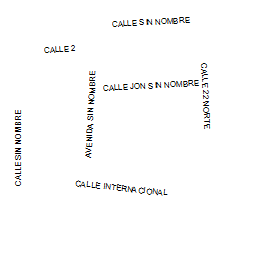 CALLE SIN NOMBRE
CALLE 2
CALLE JON SIN NOMBRE
CALLE 22 NORTE
AVENIDA SIN NOMBRE
CALLE SIN NOMBRE
CALLE INTERNACIONAL